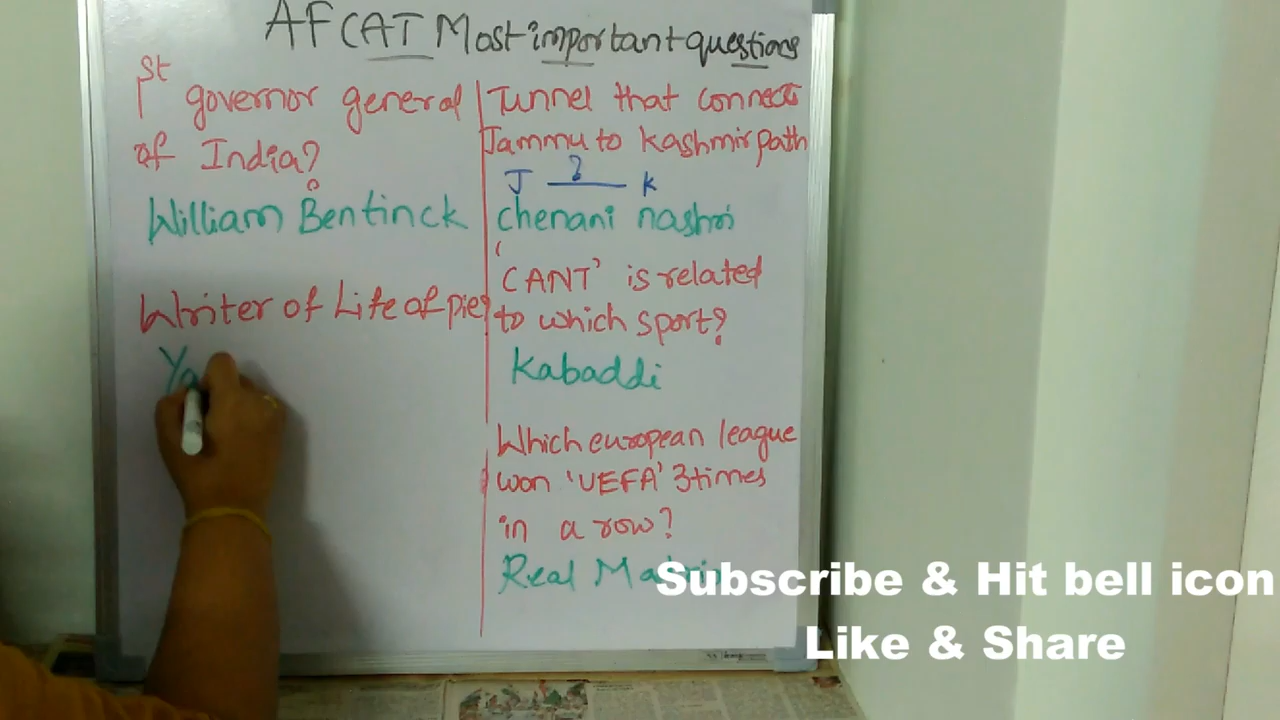 AFCAT Most important questions
1st governor general
of India?
William Bentinck
Writer of Life of pie?
Ya
Tunnel that connects
Jammu to Kashmir path
J ? K
chenani nashri
'CANT' is related
to which sport?
Kabaddi
Which european league
won 'UEFA' 3 times
in a row?
Real
Subscribe & Hit bell icon
Like & Share